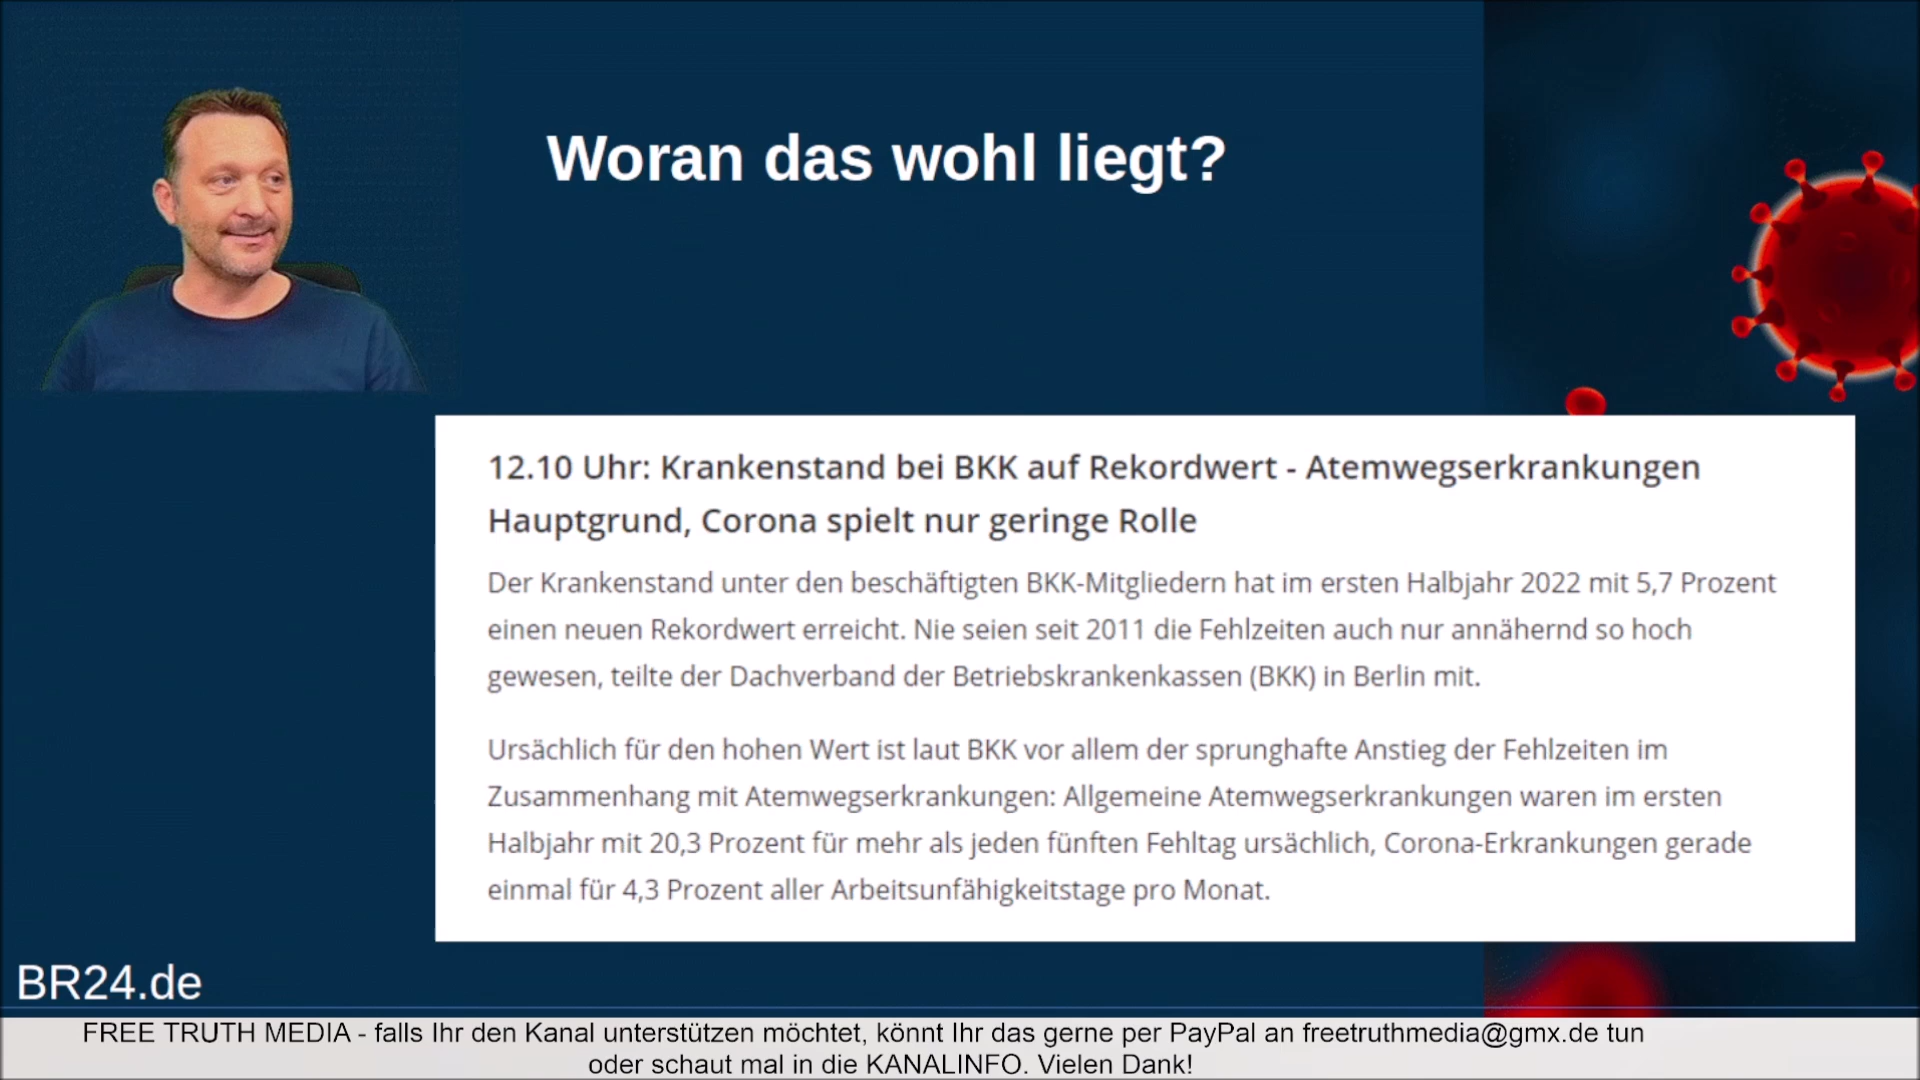 Woran das wohl liegt?
12.10 Uhr: Krankenstand bei BKK auf Rekordwert - Atemwegserkrankungen
Hauptgrund, Corona spielt nur geringe Rolle
Der Krankenstand unter den beschäftigten BKK-Mitgliedern hat im ersten Halbjahr 2022 mit 5,7 Prozent
einen neuen Rekordwert erreicht. Nie seien seit 2011 die Fehlzeiten auch nur annähernd so hoch
gewesen, teilte der Dachverband der Betriebskrankenkassen (BKK) in Berlin mit.
Ursächlich für den hohen Wert ist laut BKK vor allem der sprunghafte Anstieg der Fehlzeiten im
Zusammenhang mit Atemwegserkrankungen: Allgemeine Atemwegserkrankungen waren im ersten
Halbjahr mit 20,3 Prozent für mehr als jeden fünften Fehltag ursächlich, Corona-Erkrankungen gerade
einmal für 4,3 Prozent aller Arbeitsunfähigkeitstage pro Monat.
BR24.de
FREE TRUTH MEDIA - falls Ihr den Kanal unterstützen möchtet, könnt Ihr das gerne per PayPal an freetruthmedia@gmx.de tun
oder schaut mal in die KANALINFO. Vielen Dank!